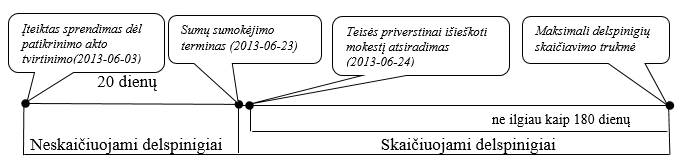 Įteiktas sprendimas dėl
patikrinimo akto
tvirtinimo(2013-06-03)
Sumų sumokėjimo
terminas (2013-06-23)
Teisės priverstinai išieškoti
mokestį atsiradimas
(2013-06-24)
Maksimali delspinigių
skaičiavimo trukmė
20 dienų
ne ilgiau kaip 180 dienų
Neskaičiuojami delspinigiai
Skaičiuojami delspinigiai